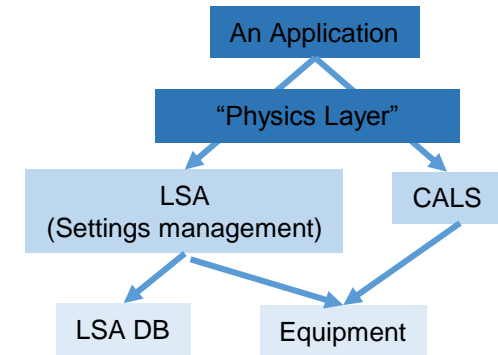 An Application
“Physics Layer”
LSA
(Settings management)
CALS
LSA DB
Equipment